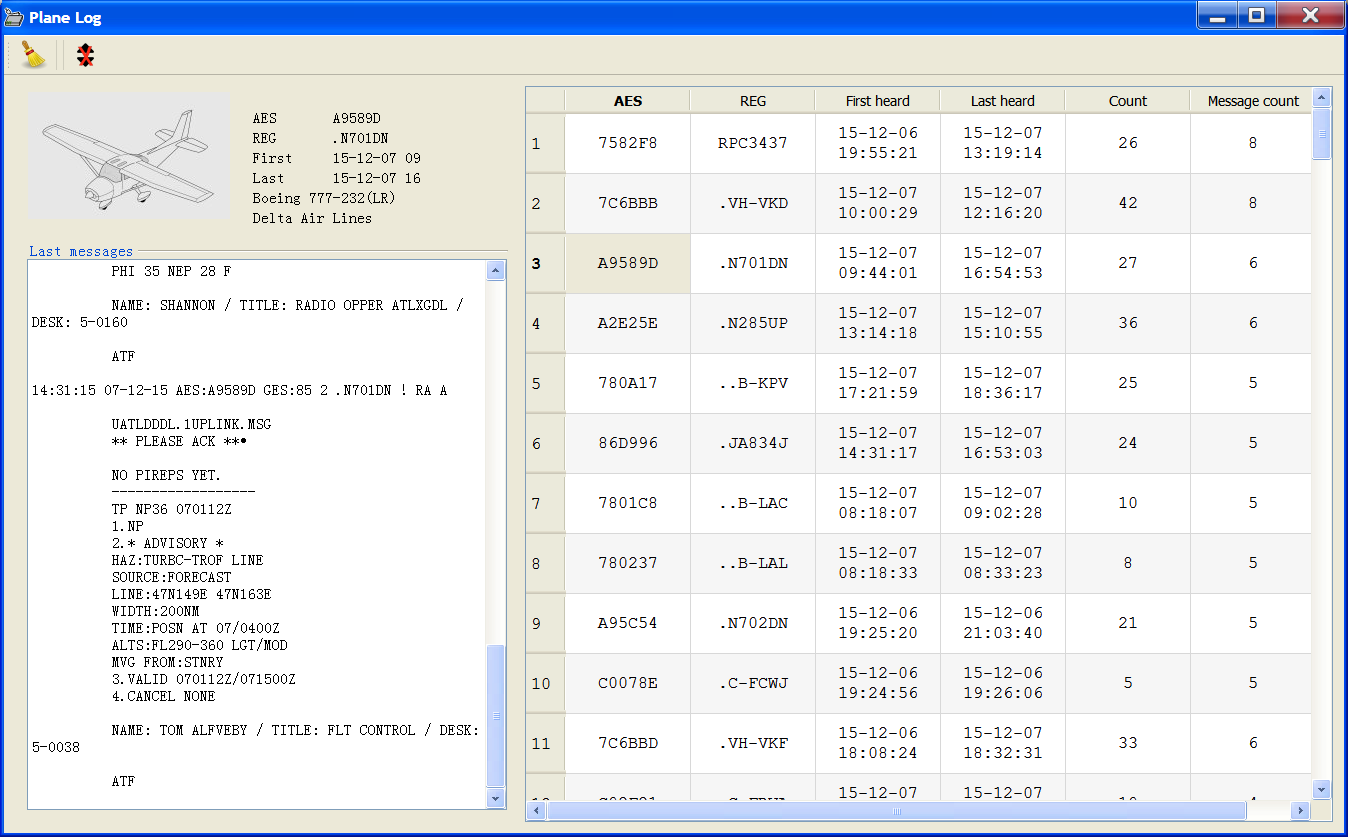 Plane Log
AES A9589D
REG .N701DN
First 15-12-07 09
Last 15-12-07 16
Boeing 777-232(LR)
Delta Air Lines
Last messages
PHI 35 NEP 28 F
NAME: SHANNON / TITLE: RADIO OPPER ATLXGDL /
DESK: 5-0160
ATF
14:31:15 07-12-15 AES:A9589D GES:85 2 .N701DN ! RA A
UATLDDDL.1UPLINK.MSG
** PLEASE ACK **•
NO PIREPS YET.
------------------
TP NP36 070112Z
1.NP
2.* ADVISORY *
HAZ:TURBC-TROF LINE
SOURCE:FORECAST
LINE:47N149E 47N163E
WIDTH:200NM
TIME:POSN AT 07/0400Z
ALTS:FL290-360 LGT/MOD
MVG FROM:STNRY
3.VALID 070112Z/071500Z
4.CANCEL NONE
NAME: TOM ALFVEBY / TITLE: FLT CONTROL / DESK:
5-0038
ATF
AES REG First heard Last heard Count Message count
1 7582F8 RPC3437 15-12-06 19:55:21 15-12-07 13:19:14 26 8
2 7C6BBB .VH-VKD 15-12-07 10:00:29 15-12-07 12:16:20 42 8
3 A9589D .N701DN 15-12-07 09:44:01 15-12-07 16:54:53 27 6
4 A2E25E .N285UP 15-12-07 13:14:18 15-12-07 15:10:55 36 6
5 780A17 ..B-KPV 15-12-07 17:21:59 15-12-07 18:36:17 25 5
6 86D996 .JA834J 15-12-07 14:31:17 15-12-07 16:53:03 24 5
7 7801C8 ..B-LAC 15-12-07 08:18:07 15-12-07 09:02:28 10 5
8 780237 ..B-LAL 15-12-07 08:18:33 15-12-07 08:33:23 8 5
9 A95C54 .N702DN 15-12-06 19:25:20 15-12-06 21:03:40 21 5
10 C0078E .C-FCWJ 15-12-06 19:24:56 15-12-06 19:26:06 5 5
11 7C6BBD .VH-VKF 15-12-06 18:08:24 15-12-07 18:32:31 33 6
15-12-07 15-12-07